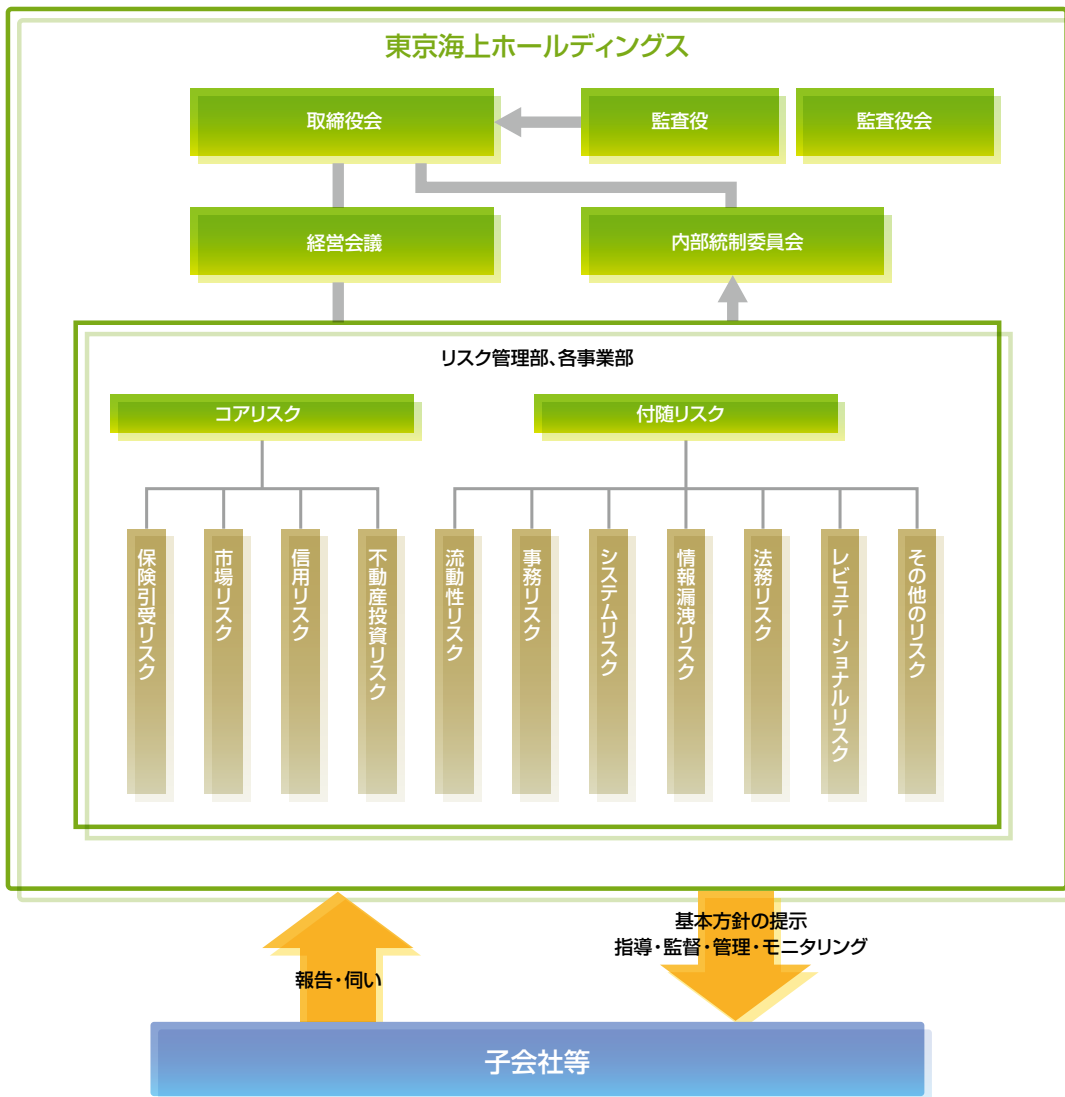 東京海上ホールディングス
取締役会
監査役
監査役会
経営会議
内部統制委員会
リスク管理部、各事業部
コアリスク
付随リスク
保険引受リスク
市場リスク
信用リスク
不動産投資リスク
流動性リスク
事務リスク
システムリスク
情報漏洩リスク
法務リスク
レピュテーショナルリスク
その他のリスク
報告・伺い
基本方針の提示
指導・監督・管理・モニタリング
子会社等